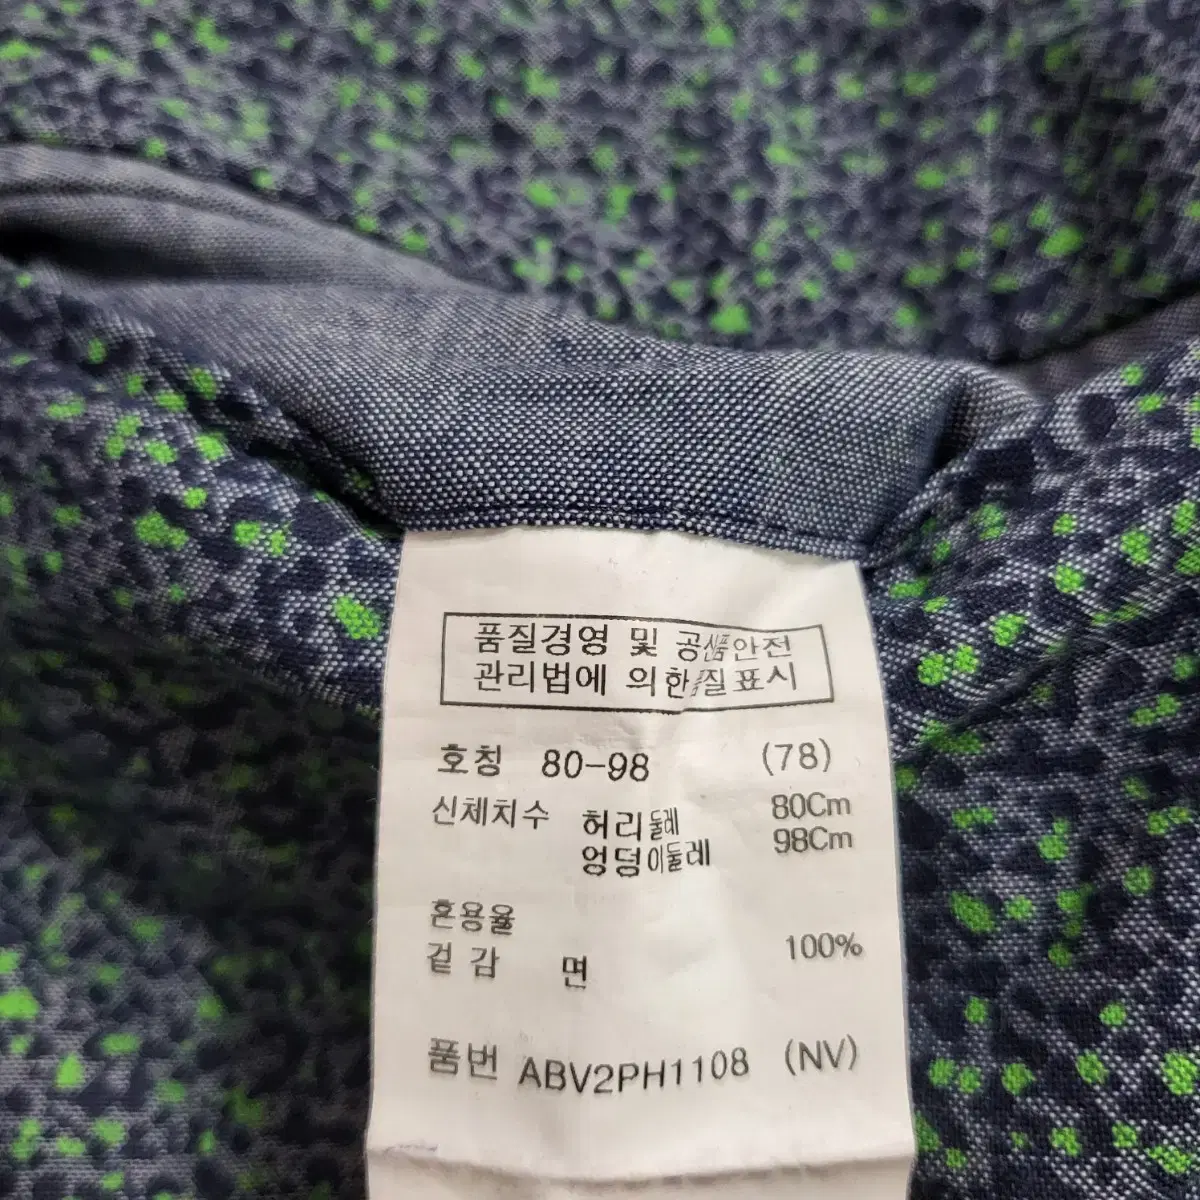 품질경영 및 공산품안전
관리법에 의한 품질표시
호칭 80-98 (78)
신체치수 허리둘레 80Cm
엉덩이둘레 98Cm
혼용율
겉감 면 100%
품번 ABV2PH1108 (NV)